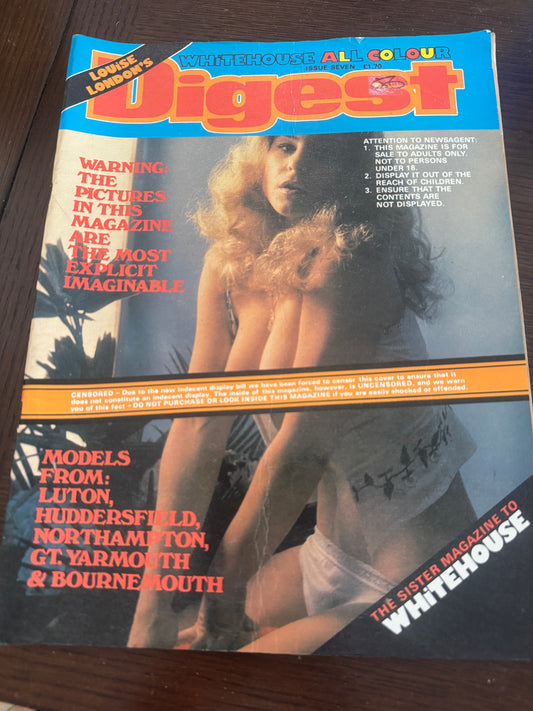 LOUISE
LONDON'S
WHiTEHOUSE ALL COLOUR
ISSUE SEVEN £1.70
Digest
WARNING:
THE
PICTURES
IN THIS
MAGAZINE
ARE
THE MOST
EXPLICIT
IMAGINABLE
ATTENTION TO NEWSAGENT:
1. THIS MAGAZINE IS FOR
SALE TO ADULTS ONLY.
NOT TO PERSONS
UNDER 18.
2. DISPLAY IT OUT OF THE
REACH OF CHILDREN.
3. ENSURE THAT THE
CONTENTS ARE
NOT DISPLAYED.
CENSORED – Due to the new indecent display bill we have been forced to censor this cover to ensure that it
does not constitute an indecent display. The inside of this magazine, however, is UNCENSORED, and we warn
you of this fact – DO NOT PURCHASE OR LOOK INSIDE THIS MAGAZINE if you are easily shocked or offended.
MODELS
FROM:
LUTON,
HUDDERSFIELD,
NORTHAMPTON,
GT. YARMOUTH
& BOURNEMOUTH
THE SISTER MAGAZINE TO
WHiTEHOUSE